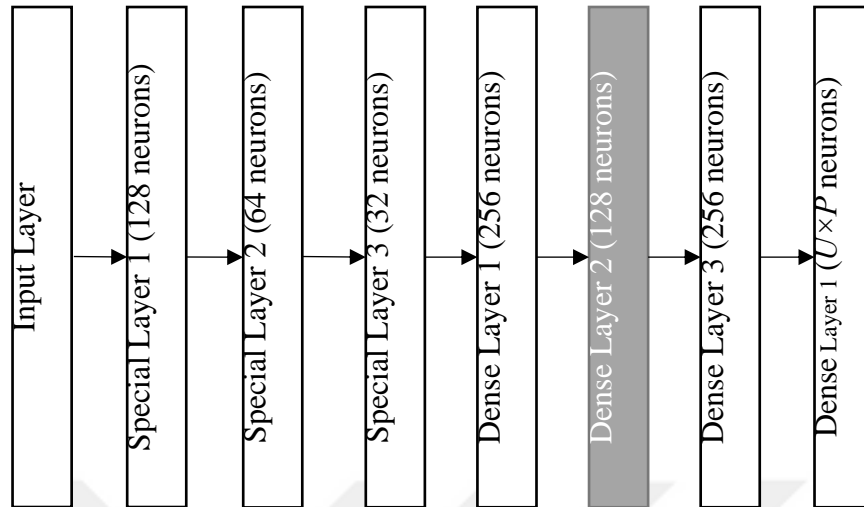 Input Layer
Special Layer 1 (128 neurons)
Special Layer 2 (64 neurons)
Special Layer 3 (32 neurons)
Dense Layer 1 (256 neurons)
Dense Layer 2 (128 neurons)
Dense Layer 3 (256 neurons)
Dense Layer 1 (U×P neurons)